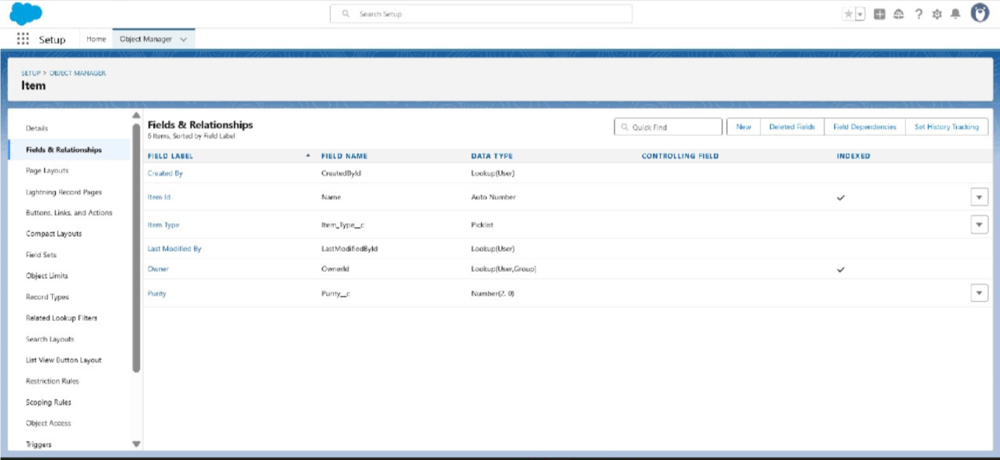 Search Setup
Setup Home Object Manager
SETUP > OBJECT MANAGER
Item
Details
Fields & Relationships
Page Layouts
Lightning Record Pages
Buttons, Links, and Actions
Compact Layouts
Field Sets
Object Limits
Record Types
Related Lookup Filters
Search Layouts
List View Button Layout
Restriction Rules
Scoping Rules
Object Access
Triggers
Fields & Relationships
6 Items, Sorted by Field Label
Quick Find New Deleted Fields Field Dependencies Set History Tracking
FIELD LABEL FIELD NAME DATA TYPE CONTROLLING FIELD INDEXED
Created By CreatedById Lookup(User)
Item Id Name Auto Number
Item Type Item_Type__c Picklist
Last Modified By LastModifiedById Lookup(User)
Owner OwnerId Lookup(User,Group)
Purity Purity__c Number(2, 0)